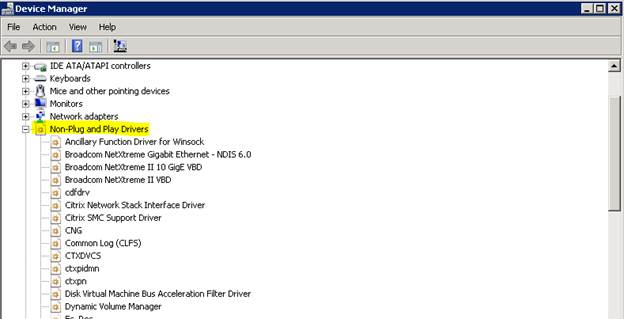 Device Manager
File Action View Help
IDE ATA/ATAPI controllers
Keyboards
Mice and other pointing devices
Monitors
Network adapters
Non-Plug and Play Drivers
Ancillary Function Driver for Winsock
Broadcom NetXtreme Gigabit Ethernet - NDIS 6.0
Broadcom NetXtreme II 10 GigE VBD
Broadcom NetXtreme II VBD
cdfdrv
Citrix Network Stack Interface Driver
Citrix SMC Support Driver
CNG
Common Log (CLFS)
CTXDVCS
ctxpidmn
ctxpn
Disk Virtual Machine Bus Acceleration Filter Driver
Dynamic Volume Manager